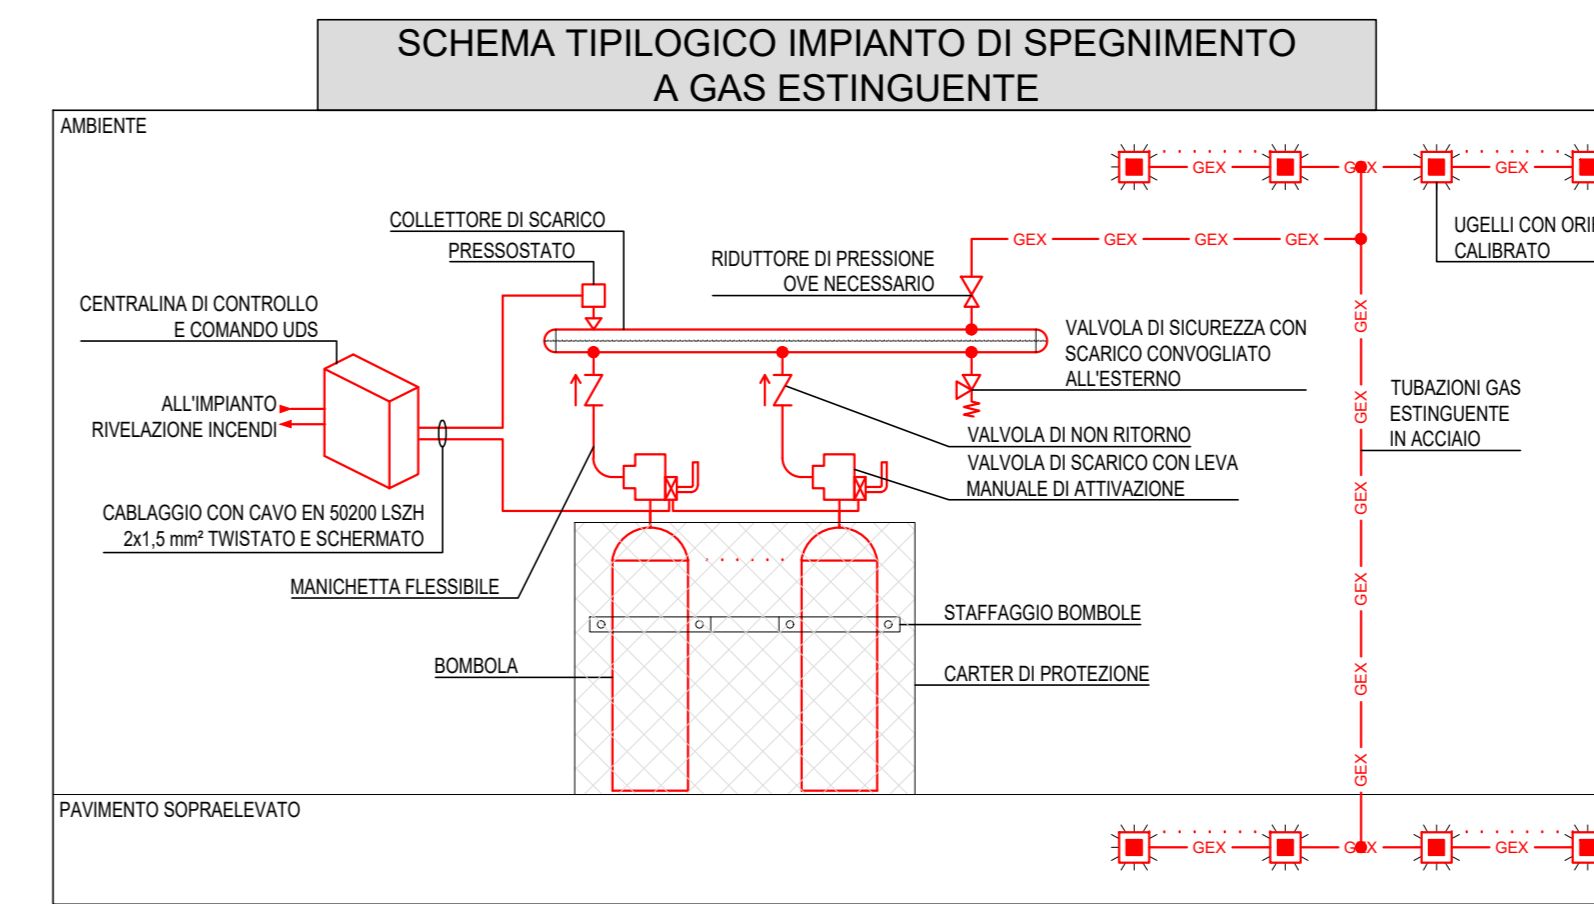 SCHEMA TIPILOGICO IMPIANTO DI SPEGNIMENTO
A GAS ESTINGUENTE
AMBIENTE
GEX
GEX
GEX
COLLETTORE DI SCARICO
PRESSOSTATO
UGELLI CON
CALIBRATO
GEX
GEX
GEX
GEX
RIDUTTORE DI PRESSIONE
OVE NECESSARIO
CENTRALINA DI CONTROLLO
E COMANDO UDS
VALVOLA DI SICUREZZA CON
SCARICO CONVOGLIATO
ALL'ESTERNO
GEX
ALL'IMPIANTO
RIVELAZIONE INCENDI
TUBAZIONI GAS
ESTINGUENTE
IN ACCIAIO
GEX
VALVOLA DI NON RITORNO
VALVOLA DI SCARICO CON LEVA
MANUALE DI ATTIVAZIONE
GEX
CABLAGGIO CON CAVO EN 50200 LSZH
2x1,5 mm² TWISTATO E SCHERMATO
MANICHETTA FLESSIBILE
GEX
STAFFAGGIO BOMBOLE
BOMBOLA
CARTER DI PROTEZIONE
GEX
GEX
PAVIMENTO SOPRAELEVATO
GEX
GEX
GEX